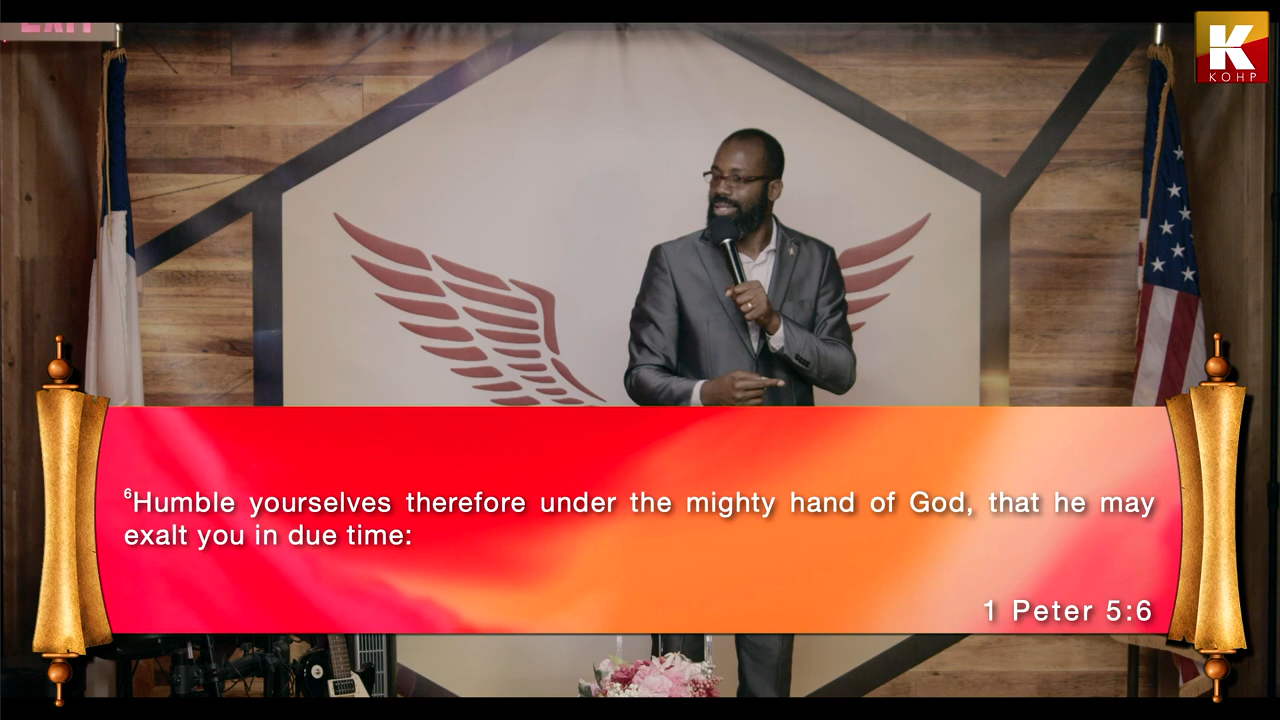 EXIT
K
KOHP
⁶Humble yourselves therefore under the mighty hand of God, that he may
exalt you in due time:
1 Peter 5:6